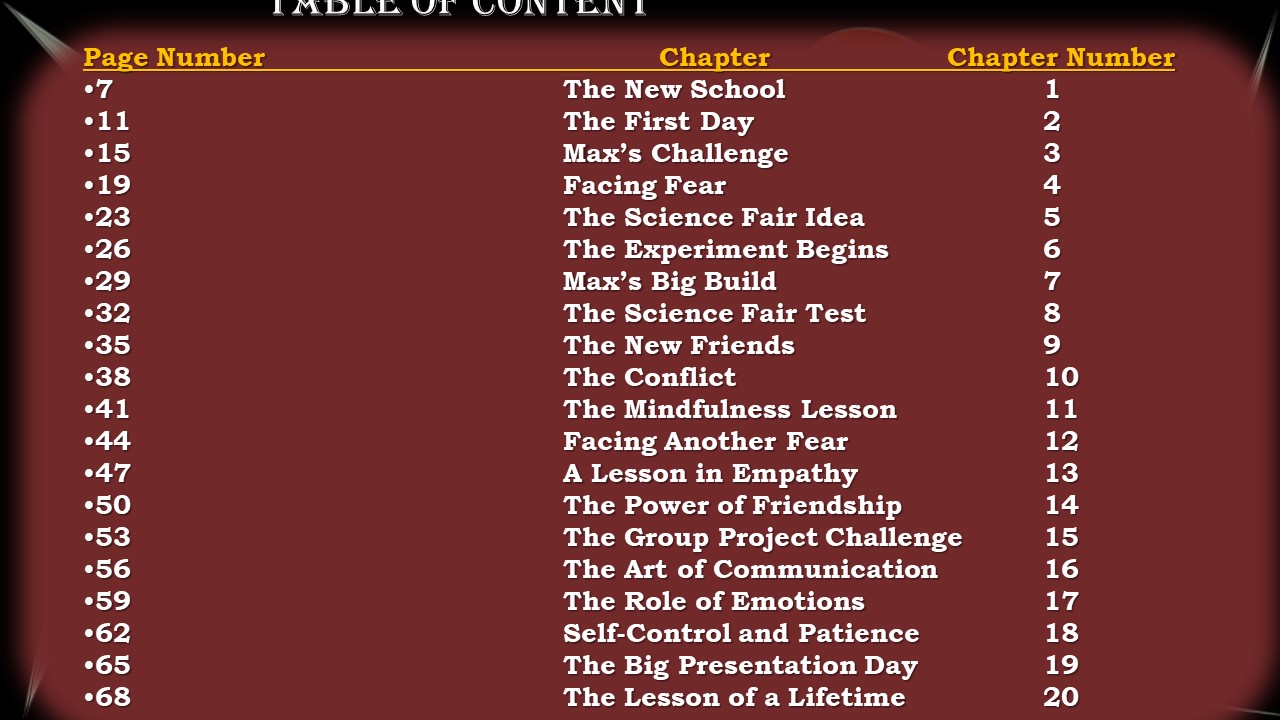 TABLE OF CONTENT
Page Number Chapter Chapter Number
•7 The New School 1
•11 The First Day 2
•15 Max’s Challenge 3
•19 Facing Fear 4
•23 The Science Fair Idea 5
•26 The Experiment Begins 6
•29 Max’s Big Build 7
•32 The Science Fair Test 8
•35 The New Friends 9
•38 The Conflict 10
•41 The Mindfulness Lesson 11
•44 Facing Another Fear 12
•47 A Lesson in Empathy 13
•50 The Power of Friendship 14
•53 The Group Project Challenge 15
•56 The Art of Communication 16
•59 The Role of Emotions 17
•62 Self-Control and Patience 18
•65 The Big Presentation Day 19
•68 The Lesson of a Lifetime 20